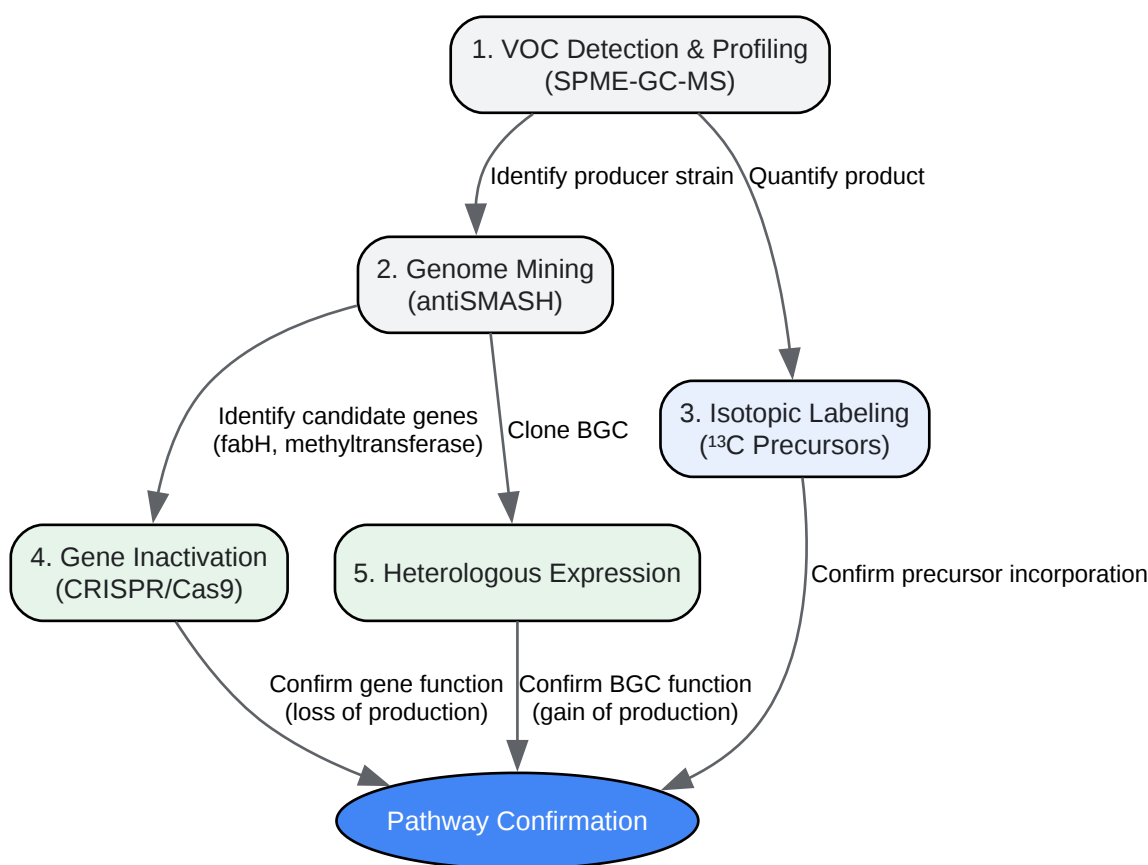 1. VOC Detection & Profiling
(SPME-GC-MS)
Identify producer strain
Quantify product
2. Genome Mining
(antiSMASH)
Identify candidate genes
(fabH, methyltransferase)
Clone BGC
3. Isotopic Labeling
(¹³C Precursors)
4. Gene Inactivation
(CRISPR/Cas9)
5. Heterologous Expression
Confirm precursor incorporation
Confirm gene function
(loss of production)
Confirm BGC function
(gain of production)
Pathway Confirmation